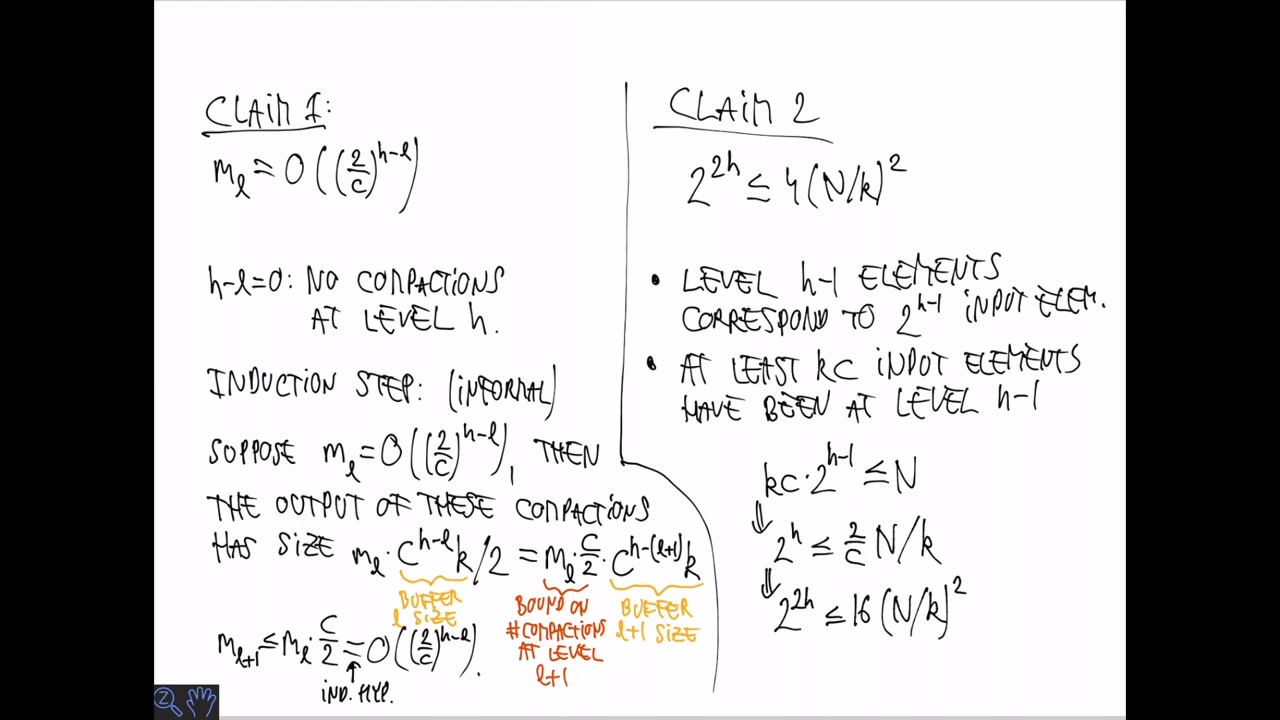 CLAIM 1:
m_ℓ = O((2/c)^{h-ℓ})
h-ℓ=0: NO COMPACTIONS
AT LEVEL h.
INDUCTION STEP: (INFORMAL)
SUPPOSE m_ℓ = O((2/c)^{h-ℓ}), THEN
THE OUTPUT OF THESE COMPACTIONS
HAS SIZE m_ℓ · c^{h-ℓ}k/2 = m_ℓ · c/2 · c^{h-(ℓ+1)}k
BUFFER
ℓ SIZE
BOUND ON
#COMPACTIONS
AT LEVEL
ℓ+1
BUFFER
ℓ+1 SIZE
m_{ℓ+1} ≤ m_ℓ · c/2 = O((2/c)^{h-ℓ}).
↑
IND. HYP.
CLAIM 2
2^{2h} ≤ 4(N/k)^2
• LEVEL h-1 ELEMENTS
CORRESPOND TO 2^{h-1} INPUT ELEM.
• AT LEAST kc INPUT ELEMENTS
HAVE BEEN AT LEVEL h-1
kc · 2^{h-1} ≤ N
⇓ 2^h ≤ 2/c N/k
⇓ 2^{2h} ≤ 16(N/k)^2